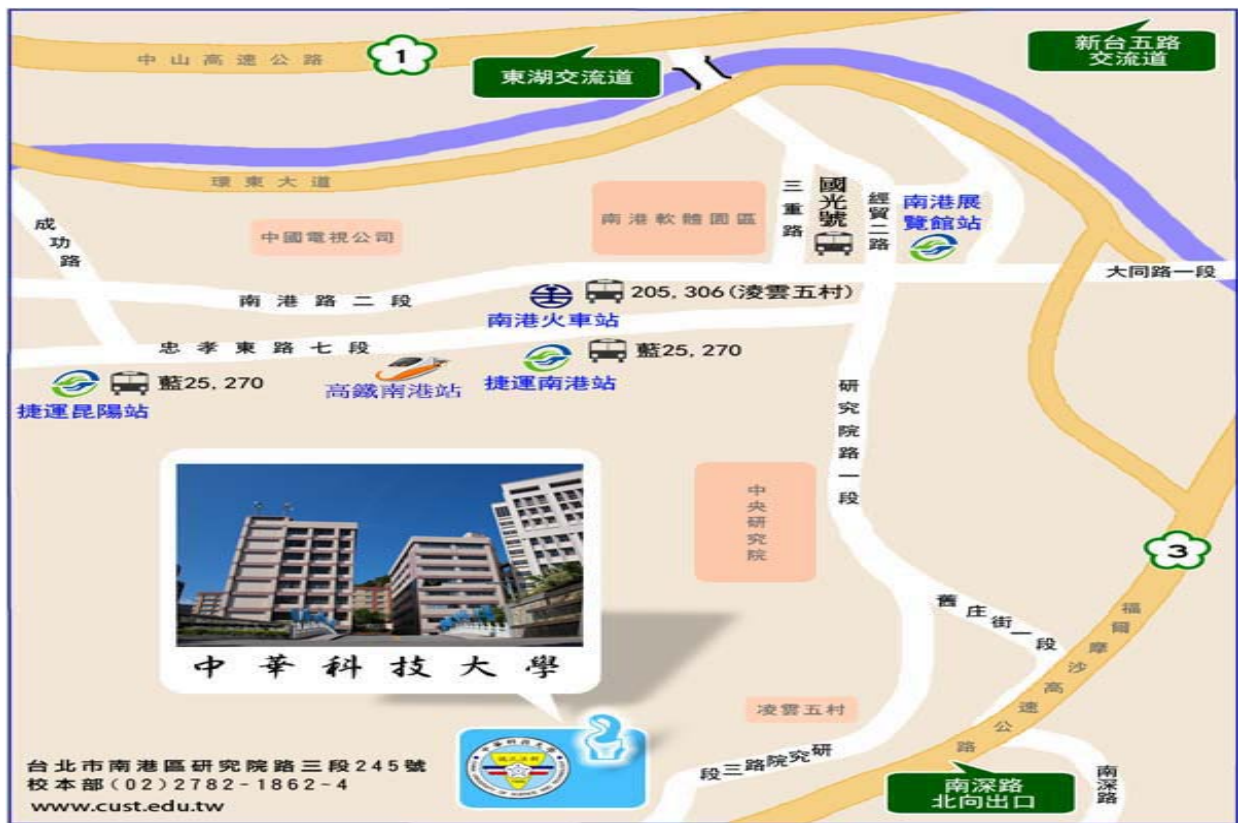 中山高速公路
1
東湖交流道
新台五路
交流道
環東大道
成功路
中國電視公司
南港軟體園區
三重路
國光號
經貿二路
南港展
覽館站
大同路一段
南港路二段
205, 306(淩雲五村)
南港火車站
忠孝東路七段
藍25, 270
捷運昆陽站
高鐵南港站
藍25, 270
捷運南港站
研究院路一段
中央研究院
3
舊庄街一段
福爾摩沙高速公路
中華科技大學
凌雲五村
研究院路三段
南深路
北向出口
南深路
中華科技大學
台北市南港區研究院路三段245號
校本部(02)2782-1862-4
www.cust.edu.tw